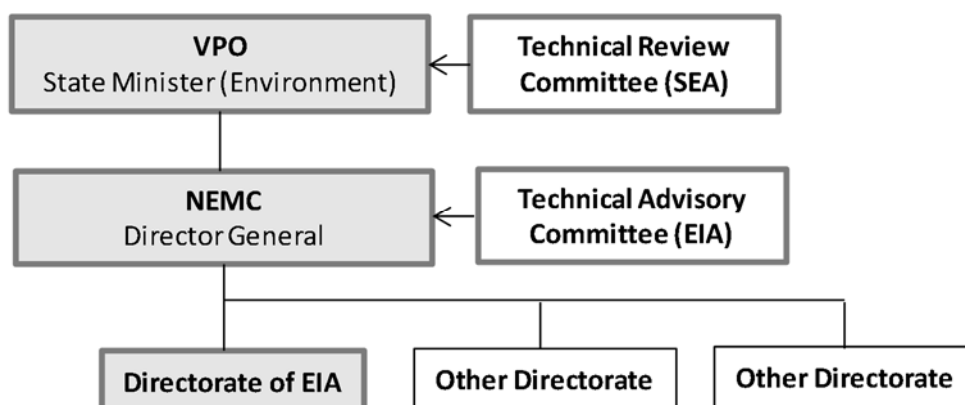 VPO
State Minister (Environment)
Technical Review
Committee (SEA)
NEMC
Director General
Technical Advisory
Committee (EIA)
Directorate of EIA
Other Directorate
Other Directorate